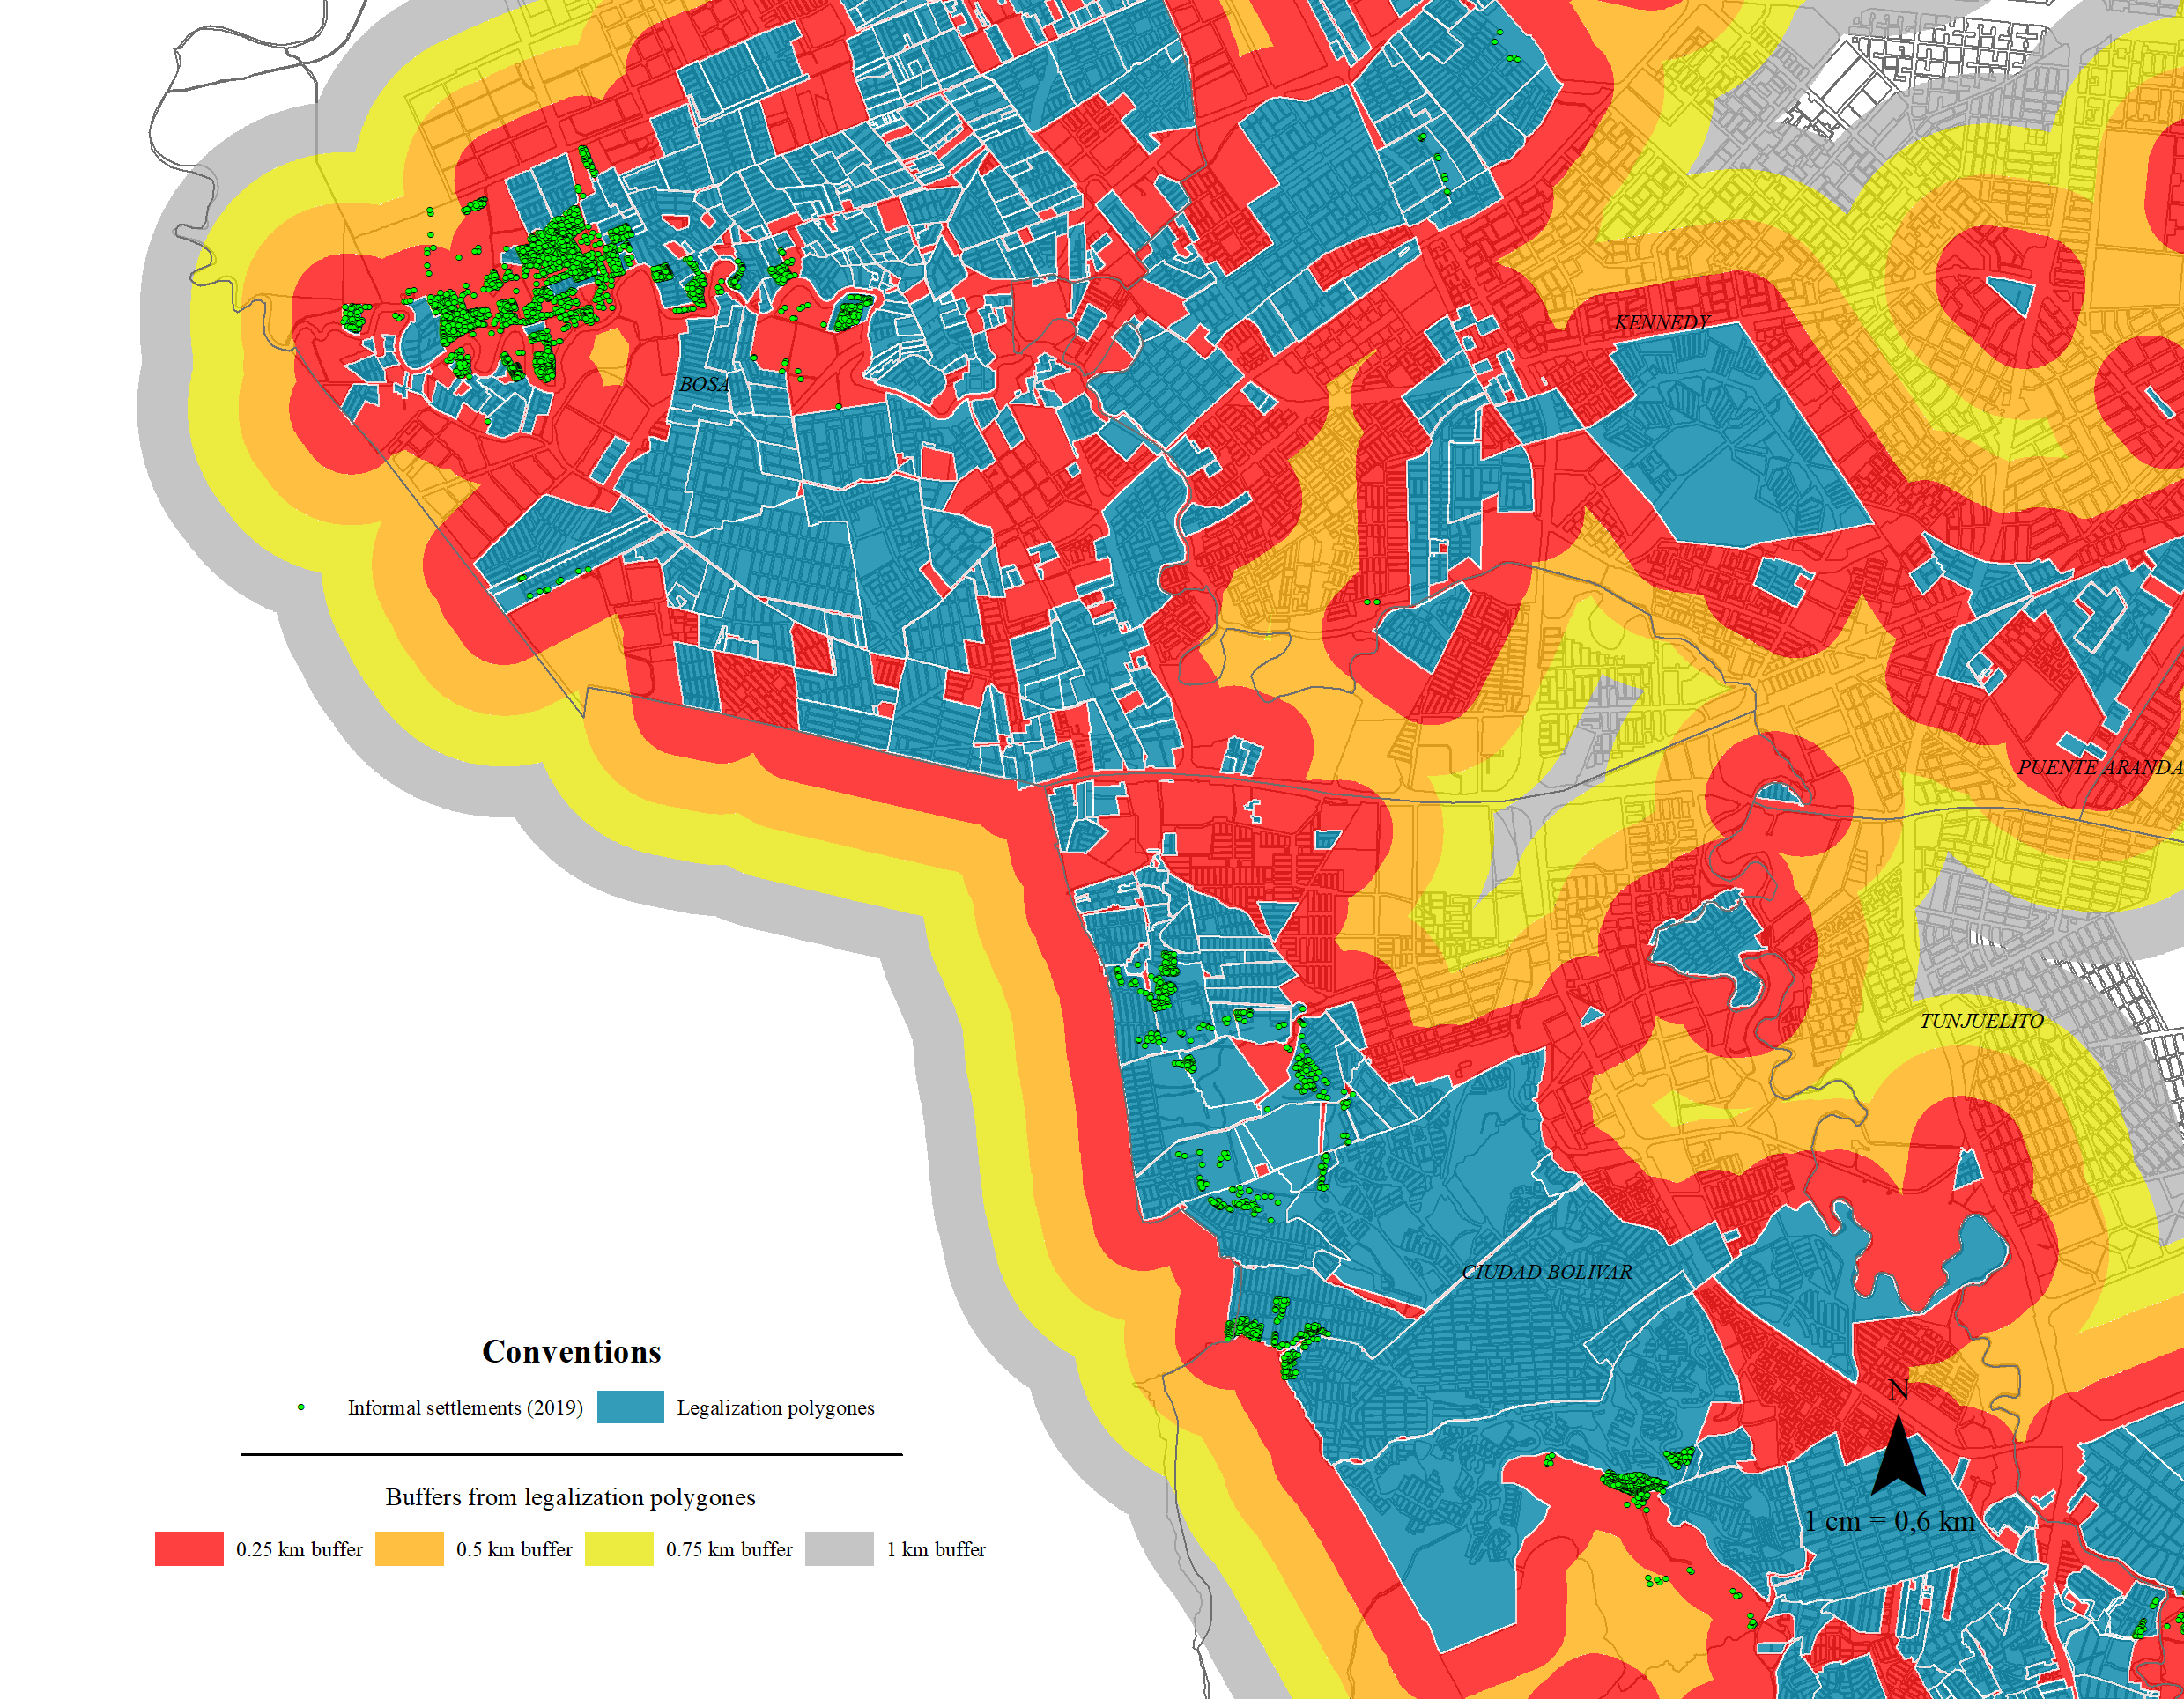 KENNEDY
BOSA
PUENTE ARANDA
TUNJUELITO
CIUDAD BOLIVAR
Conventions
Informal settlements (2019) Legalization polygones
Buffers from legalization polygones
0.25 km buffer 0.5 km buffer 0.75 km buffer 1 km buffer
N
1 cm = 0,6 km